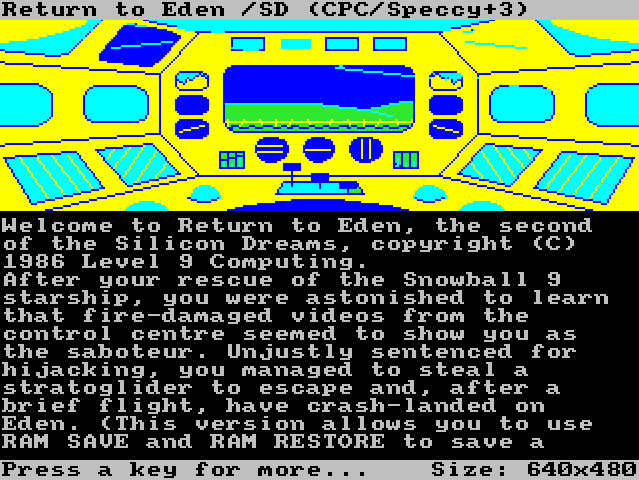 Return to Eden /SD (CPC/Speccy+3)
Welcome to Return to Eden, the second
of the Silicon Dreams, copyright (C)
1986 Level 9 Computing.
After your rescue of the Snowball 9
starship, you were astonished to learn
that fire-damaged videos from the
control centre seemed to show you as
the saboteur. Unjustly sentenced for
hijacking, you managed to steal a
stratoglider to escape and, after a
brief flight, have crash-landed on
Eden. (This version allows you to use
RAM SAVE and RAM RESTORE to save a
Press a key for more... Size: 640x480